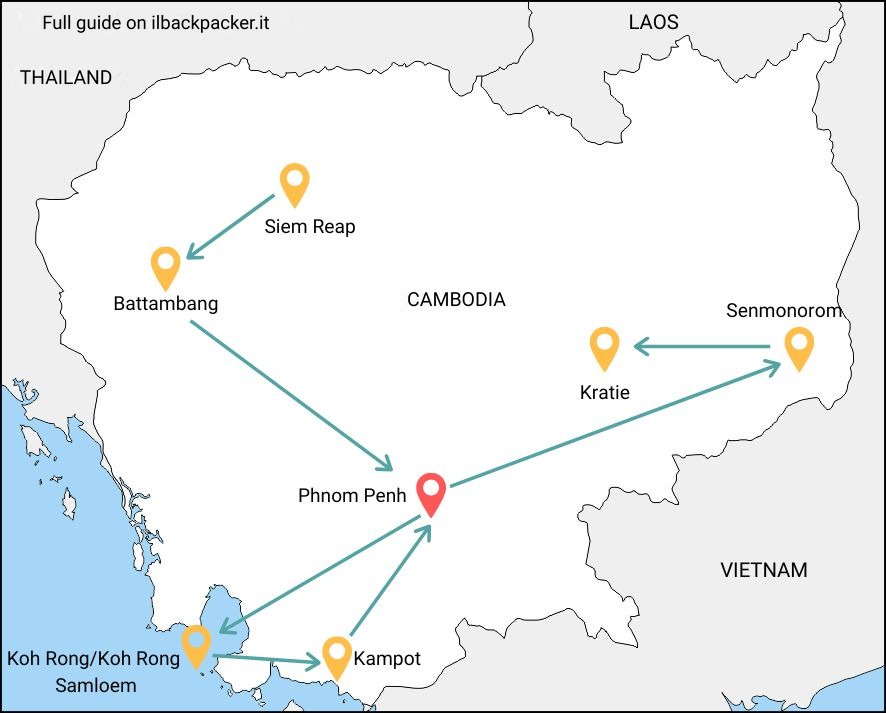 Full guide on ilbackpacker.it
LAOS
THAILAND
Siem Reap
Battambang
CAMBODIA
Senmonorom
Kratie
Phnom Penh
VIETNAM
Koh Rong/Koh Rong
Samloem
Kampot